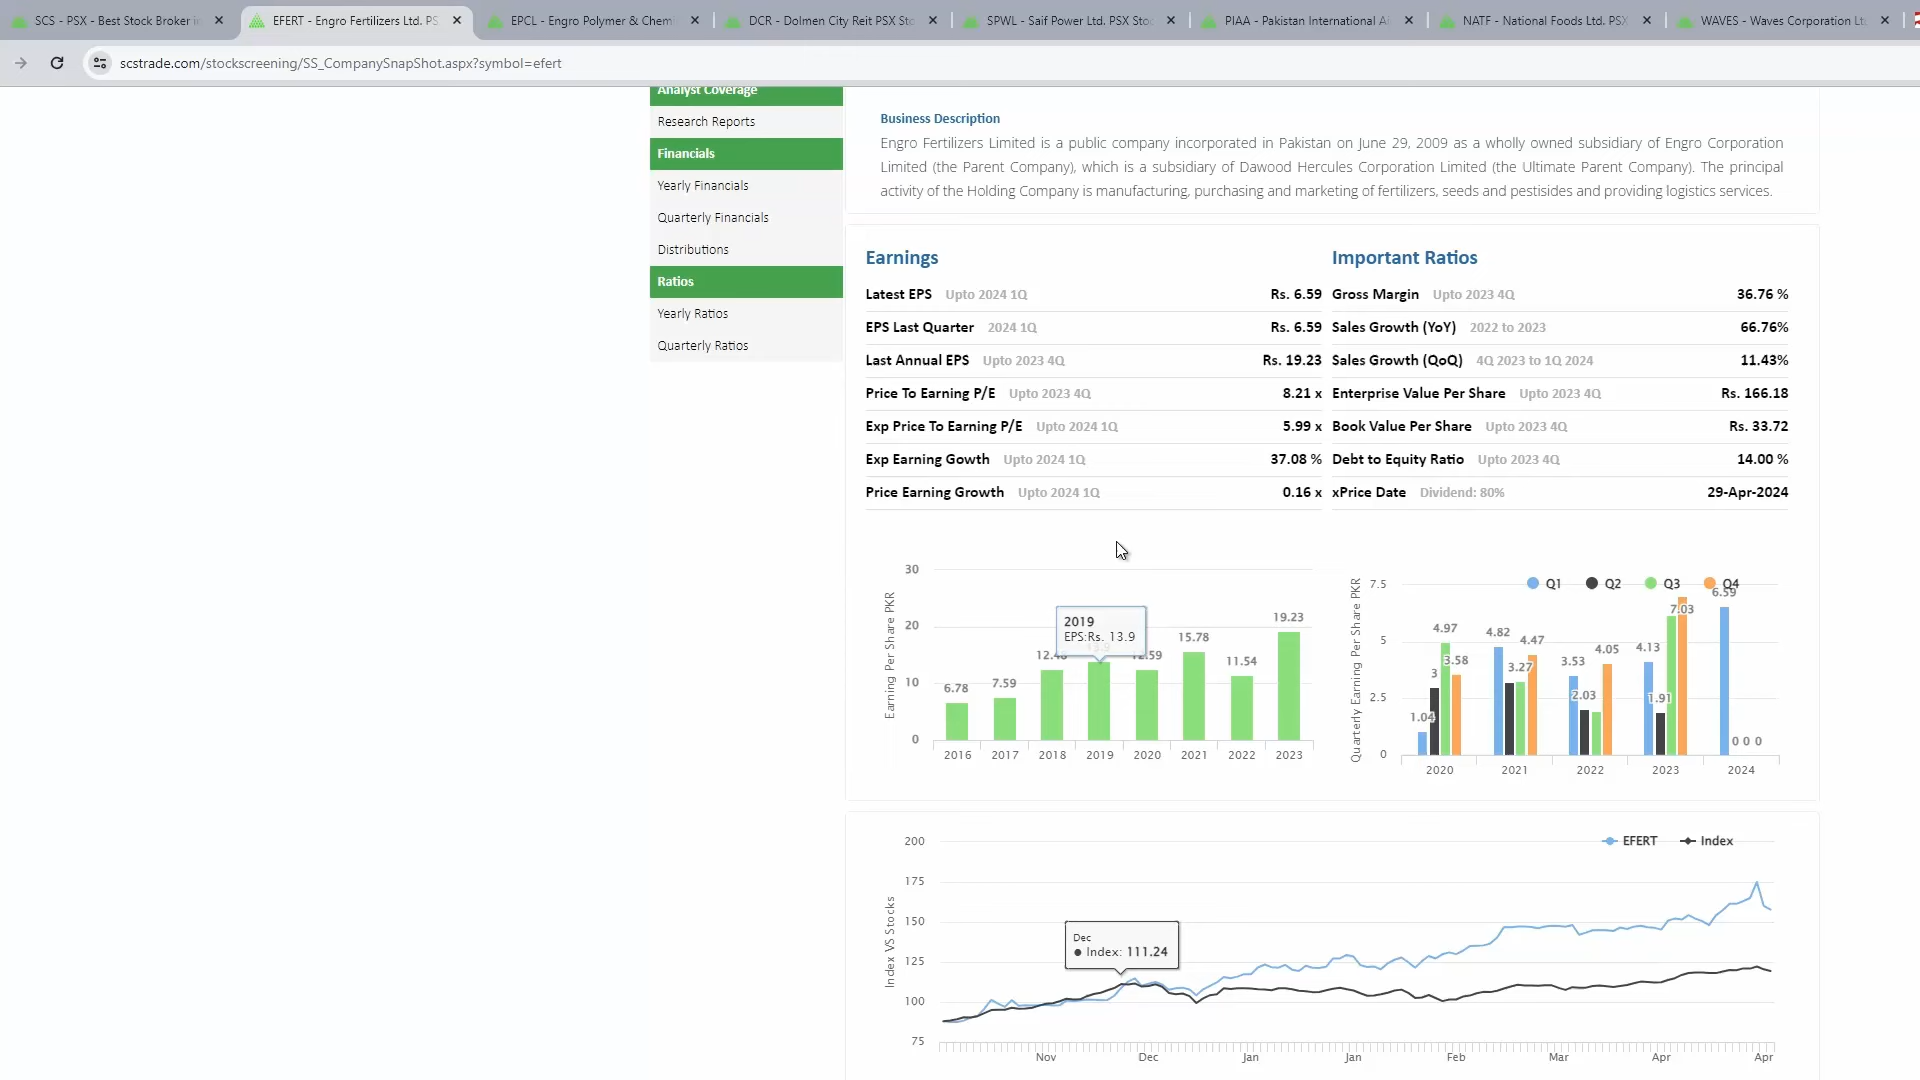 SCS - PSX - Best Stock Broker in
EFERT - Engro Fertilizers Ltd. PS
EPCL - Engro Polymer & Chemi
DCR - Dolmen City Reit PSX Sto
SPWL - Saif Power Ltd. PSX Stoc
PIAA - Pakistan International Ai
NATF - National Foods Ltd. PSX
WAVES - Waves Corporation Lt
scstrade.com/stockscreening/SS_CompanySnapShot.aspx?symbol=efert
Analyst Coverage
Research Reports
Financials
Yearly Financials
Quarterly Financials
Distributions
Ratios
Yearly Ratios
Quarterly Ratios
Business Description
Engro Fertilizers Limited is a public company incorporated in Pakistan on June 29, 2009 as a wholly owned subsidiary of Engro Corporation
Limited (the Parent Company), which is a subsidiary of Dawood Hercules Corporation Limited (the Ultimate Parent Company). The principal
activity of the Holding Company is manufacturing, purchasing and marketing of fertilizers, seeds and pestisides and providing logistics services.
Earnings
Latest EPS Upto 2024 1Q Rs. 6.59
EPS Last Quarter 2024 1Q Rs. 6.59
Last Annual EPS Upto 2023 4Q Rs. 19.23
Price To Earning P/E Upto 2023 4Q 8.21 x
Exp Price To Earning P/E Upto 2024 1Q 5.99 x
Exp Earning Gowth Upto 2024 1Q 37.08 %
Price Earning Growth Upto 2024 1Q 0.16 x
Important Ratios
Gross Margin Upto 2023 4Q 36.76 %
Sales Growth (YoY) 2022 to 2023 66.76%
Sales Growth (QoQ) 4Q 2023 to 1Q 2024 11.43%
Enterprise Value Per Share Upto 2023 4Q Rs. 166.18
Book Value Per Share Upto 2023 4Q Rs. 33.72
Debt to Equity Ratio Upto 2023 4Q 14.00 %
xPrice Date Dividend: 80% 29-Apr-2024
Earning Per Share PKR
30
20
10
0
2019
EPS:Rs. 13.9
6.78
7.59
15.78
11.54
19.23
2016 2017 2018 2019 2020 2021 2022 2023
Quarterly Earning Per Share PKR
7.5
5
2.5
0
Q1 Q2 Q3 Q4
1.04 3 4.97 3.58
4.82 3.27 4.47
3.53 2.03 4.05
4.13 1.91 7.03
6.59 0 0 0
2020 2021 2022 2023 2024
Index VS Stocks
200
175
150
125
100
75
EFERT Index
Dec
Index: 111.24
Nov Dec Jan Jan Feb Mar Apr Apr